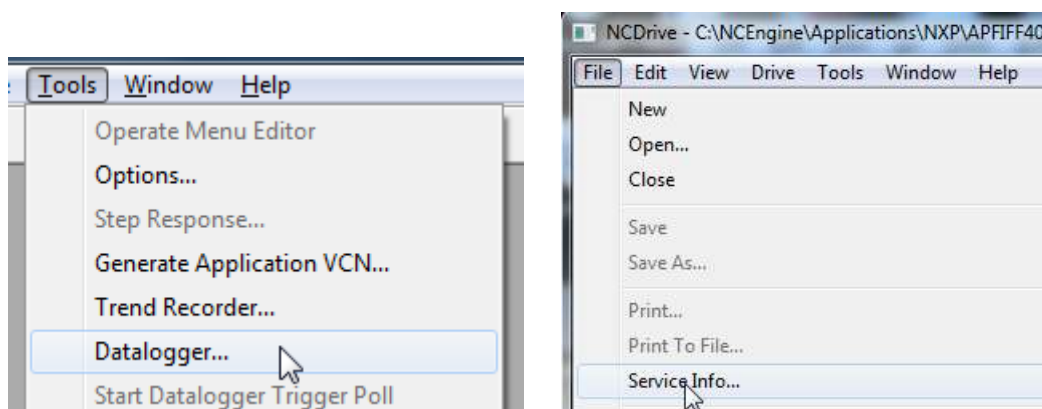 Tools Window Help
Operate Menu Editor
Options...
Step Response...
Generate Application VCN...
Trend Recorder...
Datalogger...
Start Datalogger Trigger Poll
NCDrive - C:\NCEngine\Applications\NXP\APFIFF40
File Edit View Drive Tools Window Help
New
Open...
Close
Save
Save As...
Print...
Print To File...
Service Info...